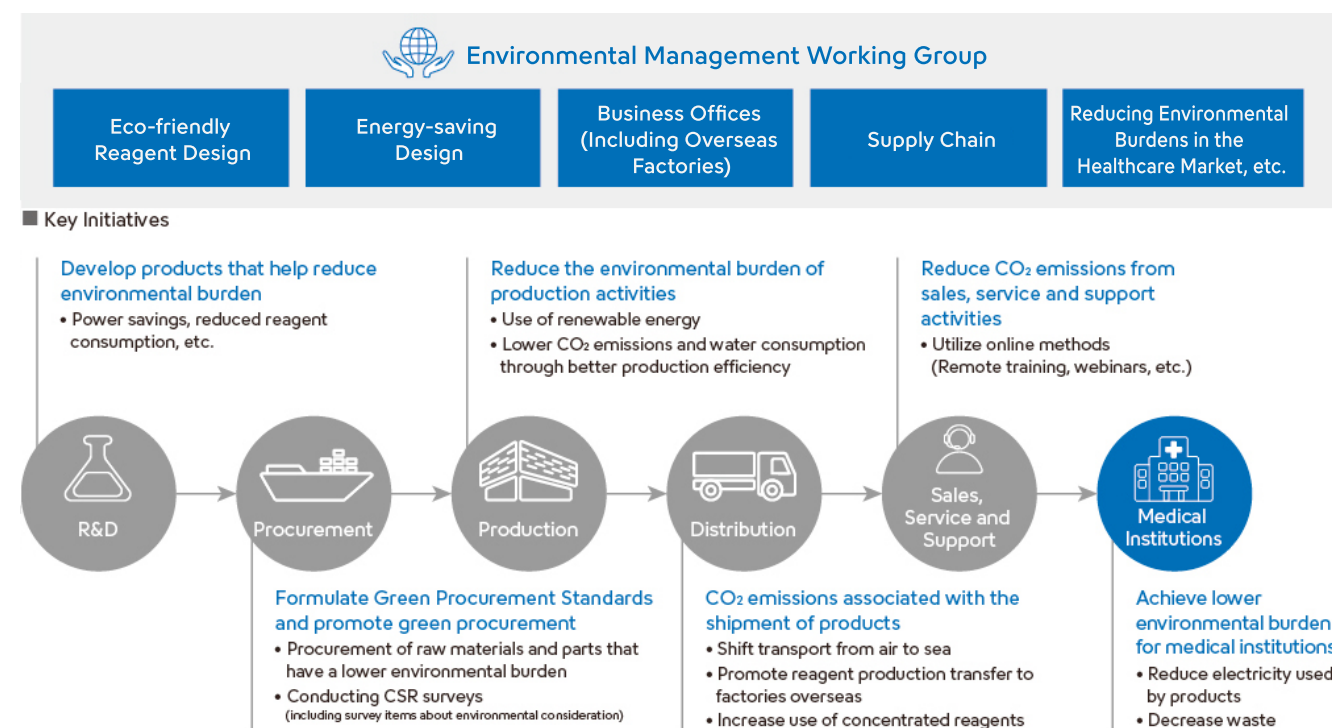 Environmental Management Working Group
Eco-friendly
Reagent Design
Energy-saving
Design
Business Offices
(Including Overseas
Factories)
Supply Chain
Reducing Environmental
Burdens in the
Healthcare Market, etc.
■ Key Initiatives
Develop products that help reduce
environmental burden
• Power savings, reduced reagent
consumption, etc.
Reduce the environmental burden of
production activities
• Use of renewable energy
• Lower CO₂ emissions and water consumption
through better production efficiency
Reduce CO₂ emissions from
sales, service and support
activities
• Utilize online methods
(Remote training, webinars, etc.)
R&D
Procurement
Production
Distribution
Sales,
Service and
Support
Medical
Institutions
Formulate Green Procurement Standards
and promote green procurement
• Procurement of raw materials and parts that
have a lower environmental burden
• Conducting CSR surveys
(including survey items about environmental consideration)
CO₂ emissions associated with the
shipment of products
• Shift transport from air to sea
• Promote reagent production transfer to
factories overseas
• Increase use of concentrated reagents
Achieve lower
environmental burden
for medical institutions
• Reduce electricity used
by products
• Decrease waste